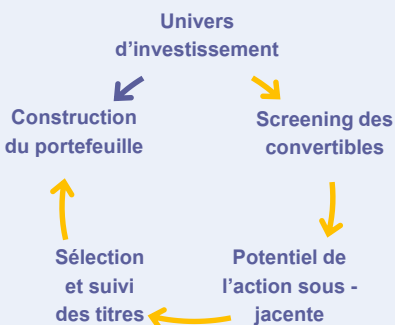 Univers
d’investissement
Construction
du portefeuille
Screening des
convertibles
Sélection
et suivi
des titres
Potentiel de
l’action sous -
jacente